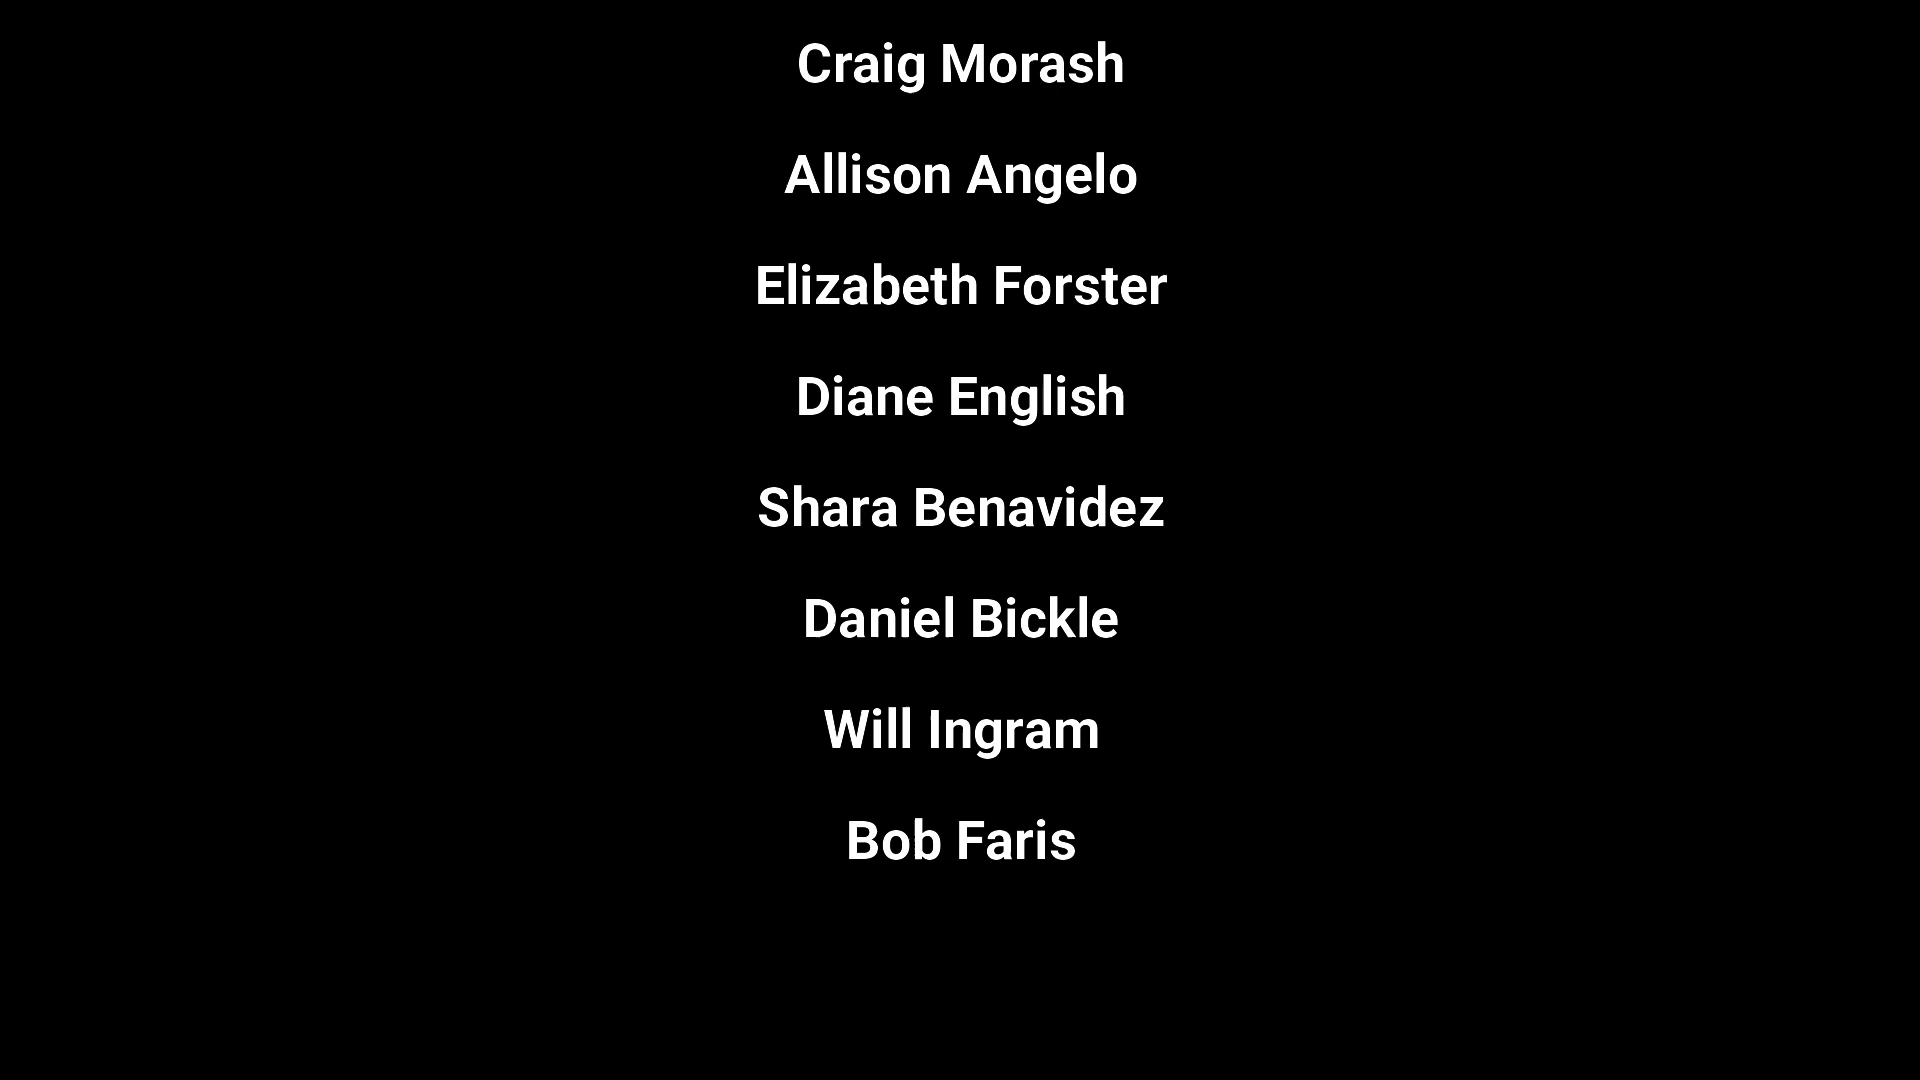 Craig Morash
Allison Angelo
Elizabeth Forster
Diane English
Shara Benavidez
Daniel Bickle
Will Ingram
Bob Faris